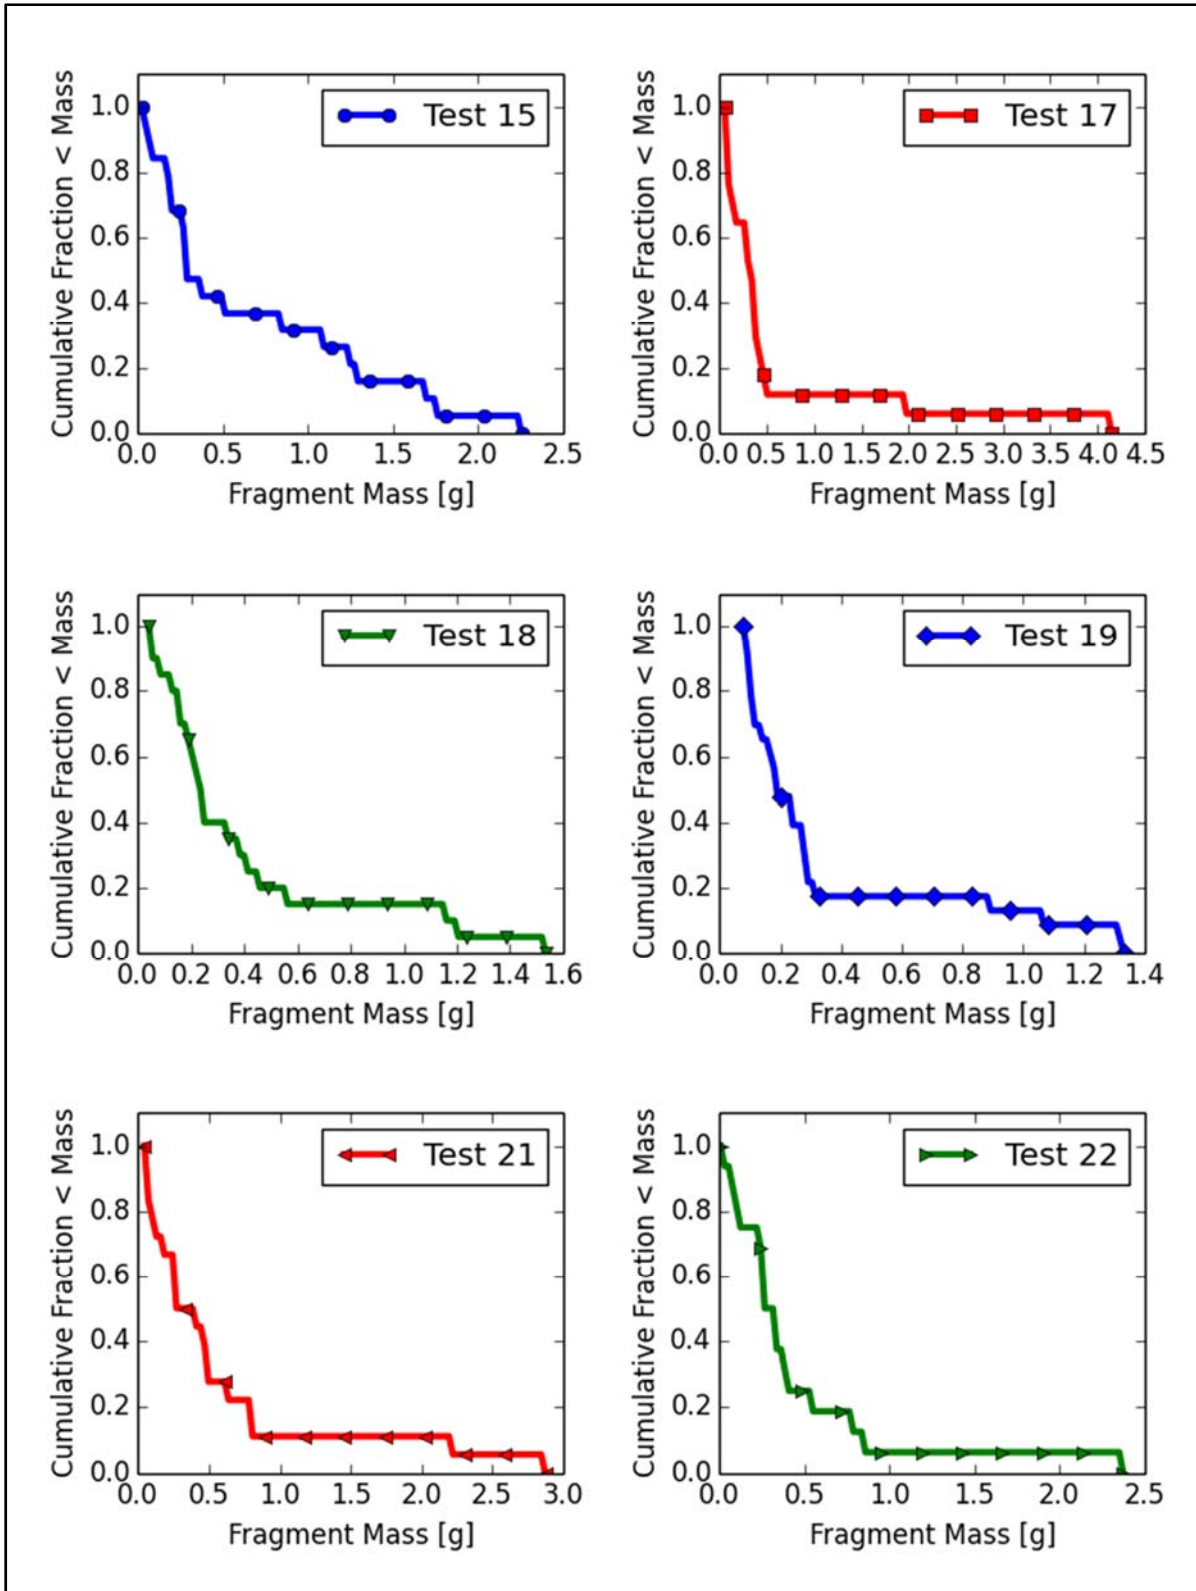 Cumulative Fraction < Mass
1.0
0.8
0.6
0.4
0.2
0.0
Test 15
0.0 0.5 1.0 1.5 2.0 2.5
Fragment Mass [g]
Cumulative Fraction < Mass
1.0
0.8
0.6
0.4
0.2
0.0
Test 17
0.0 0.5 1.0 1.5 2.0 2.5 3.0 3.5 4.0 4.5
Fragment Mass [g]
Cumulative Fraction < Mass
1.0
0.8
0.6
0.4
0.2
0.0
Test 18
0.0 0.2 0.4 0.6 0.8 1.0 1.2 1.4 1.6
Fragment Mass [g]
Cumulative Fraction < Mass
1.0
0.8
0.6
0.4
0.2
0.0
Test 19
0.0 0.2 0.4 0.6 0.8 1.0 1.2 1.4
Fragment Mass [g]
Cumulative Fraction < Mass
1.0
0.8
0.6
0.4
0.2
0.0
Test 21
0.0 0.5 1.0 1.5 2.0 2.5 3.0
Fragment Mass [g]
Cumulative Fraction < Mass
1.0
0.8
0.6
0.4
0.2
0.0
Test 22
0.0 0.5 1.0 1.5 2.0 2.5
Fragment Mass [g]